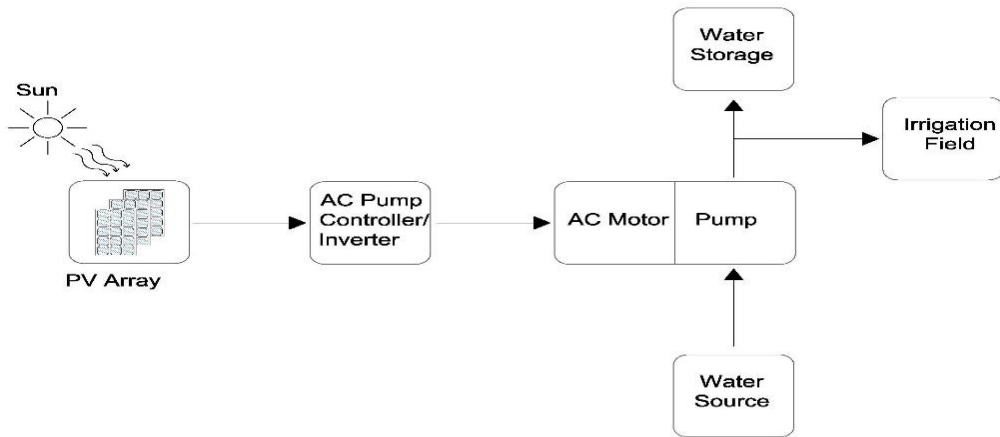 Sun
PV Array
AC Pump
Controller/
Inverter
AC Motor
Pump
Water
Storage
Irrigation
Field
Water
Source